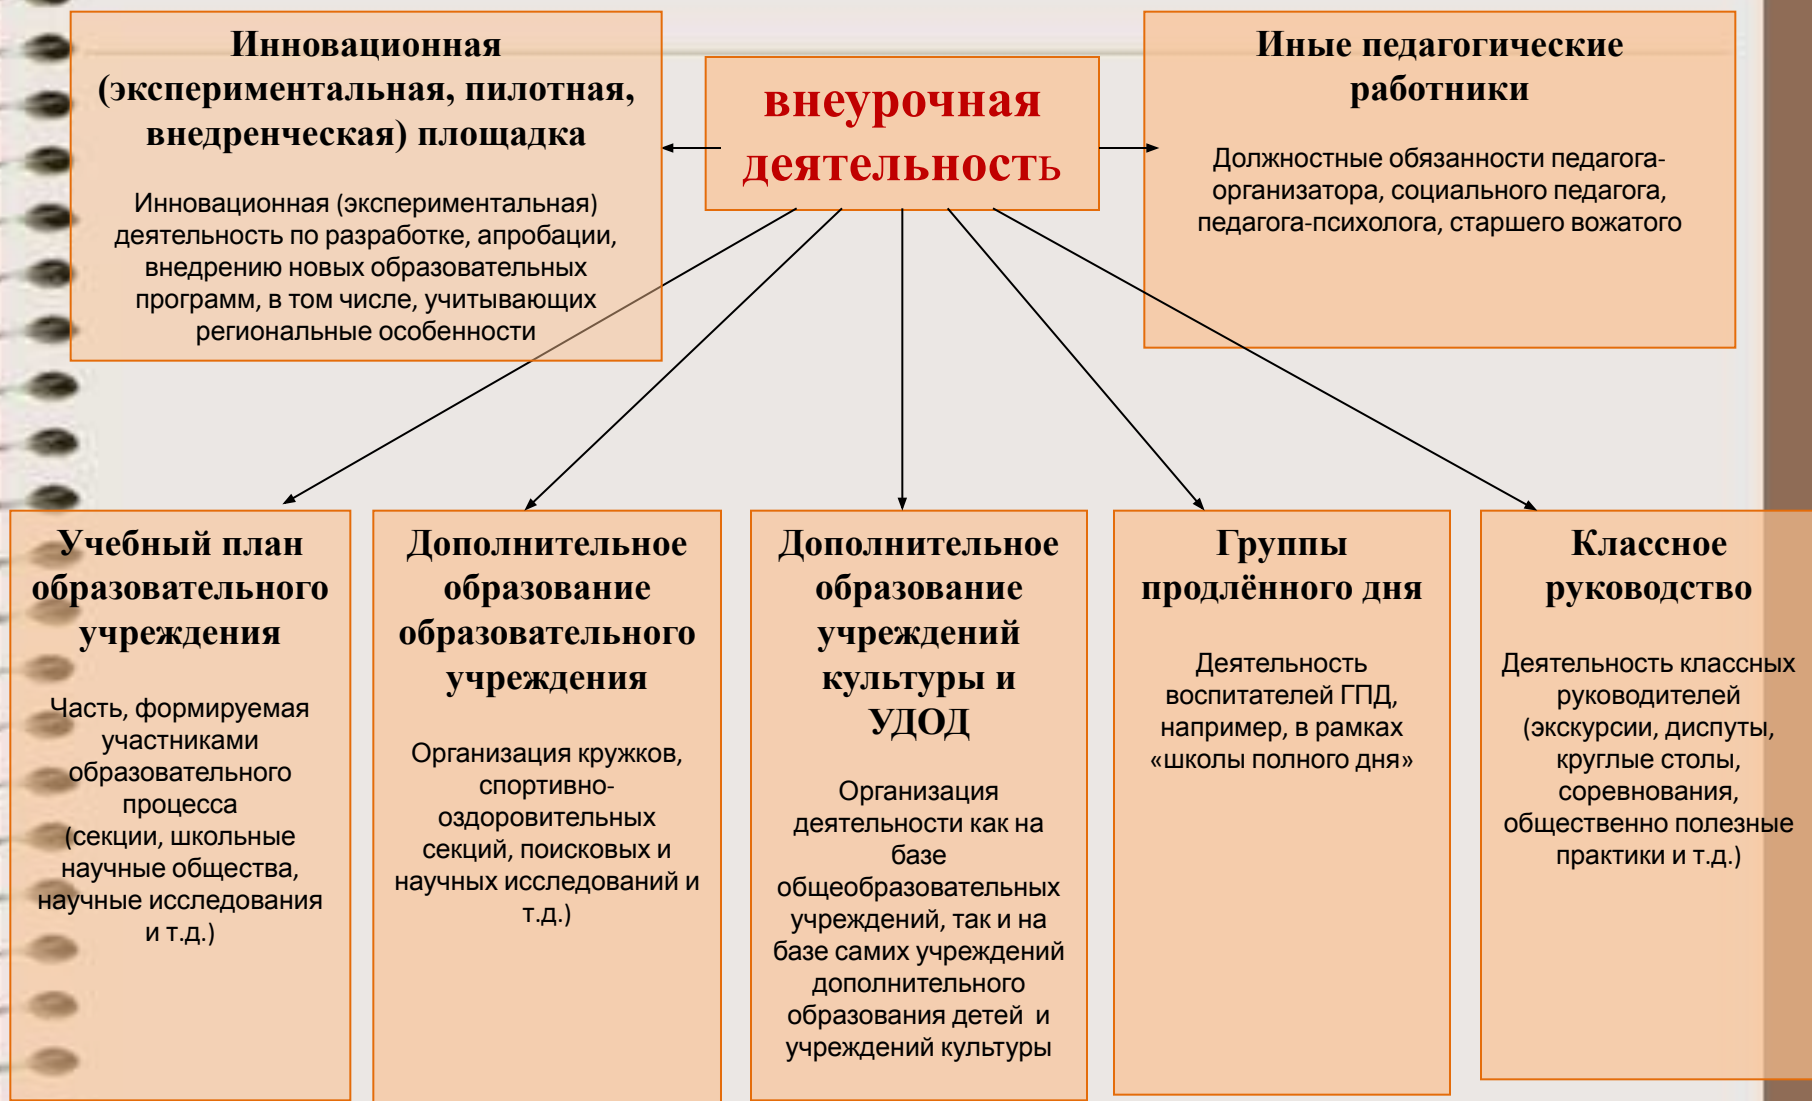 Инновационная
(экспериментальная, пилотная,
внедренческая) площадка
Инновационная (экспериментальная)
деятельность по разработке, апробации,
внедрению новых образовательных
программ, в том числе, учитывающих
региональные особенности
внеурочная
деятельность
Иные педагогические
работники
Должностные обязанности педагога-
организатора, социального педагога,
педагога-психолога, старшего вожатого
Учебный план
образовательного
учреждения
Часть, формируемая
участниками
образовательного
процесса
(секции, школьные
научные общества,
научные исследования
и т.д.)
Дополнительное
образование
образовательного
учреждения
Организация кружков,
спортивно-
оздоровительных
секций, поисковых и
научных исследований и
т.д.)
Дополнительное
образование
учреждений
культуры и
УДОД
Организация
деятельности как на
базе
общеобразовательных
учреждений, так и на
базе самих учреждений
дополнительного
образования детей и
учреждений культуры
Группы
продлённого дня
Деятельность
воспитателей ГПД,
например, в рамках
«школы полного дня»
Классное
руководство
Деятельность классных
руководителей
(экскурсии, диспуты,
круглые столы,
соревнования,
общественно полезные
практики и т.д.)